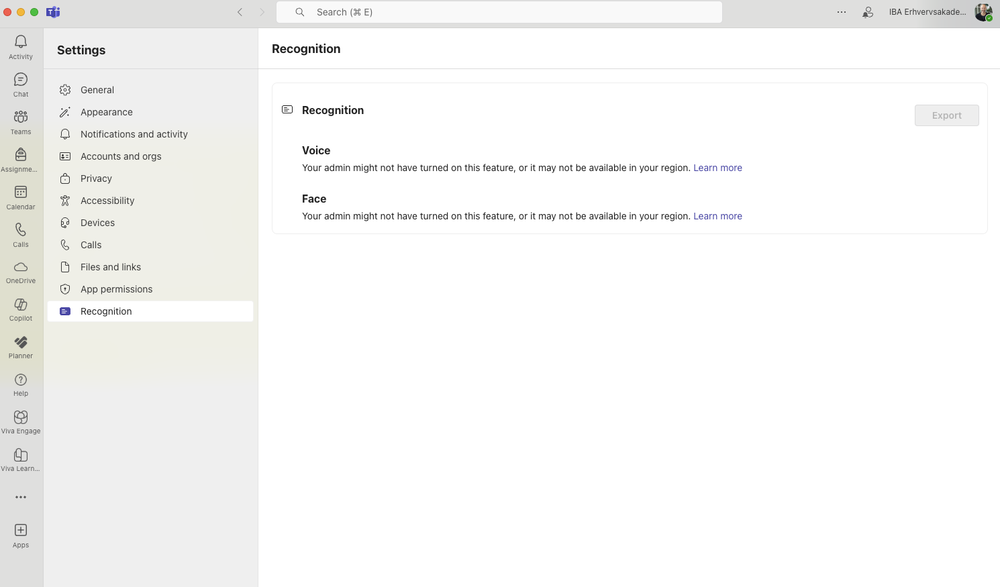 Search (⌘ E)
IBA Erhvervsakade...
Activity
Chat
Teams
Assignme...
Calendar
Calls
OneDrive
Copilot
Planner
Help
Viva Engage
Viva Learn...
Apps
Settings
General
Appearance
Notifications and activity
Accounts and orgs
Privacy
Accessibility
Devices
Calls
Files and links
App permissions
Recognition
Recognition
Recognition
Export
Voice
Your admin might not have turned on this feature, or it may not be available in your region. Learn more
Face
Your admin might not have turned on this feature, or it may not be available in your region. Learn more